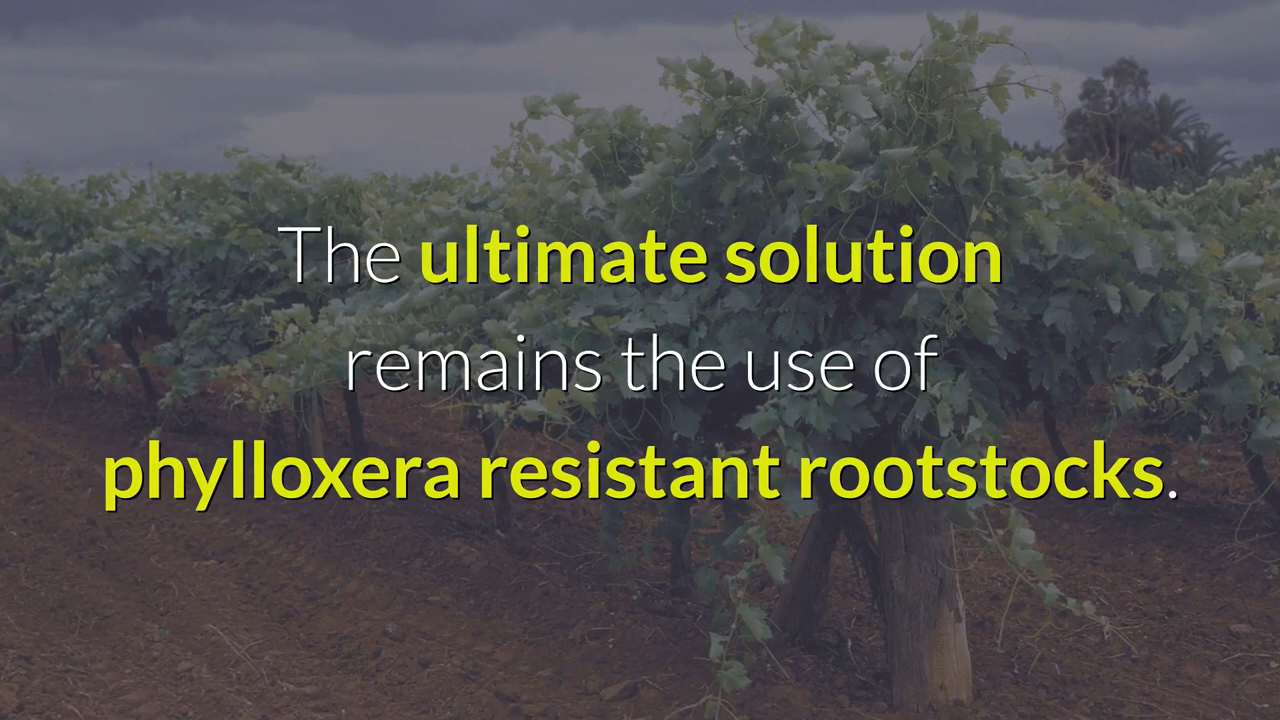 The ultimate solution
remains the use of
phylloxera resistant rootstocks.